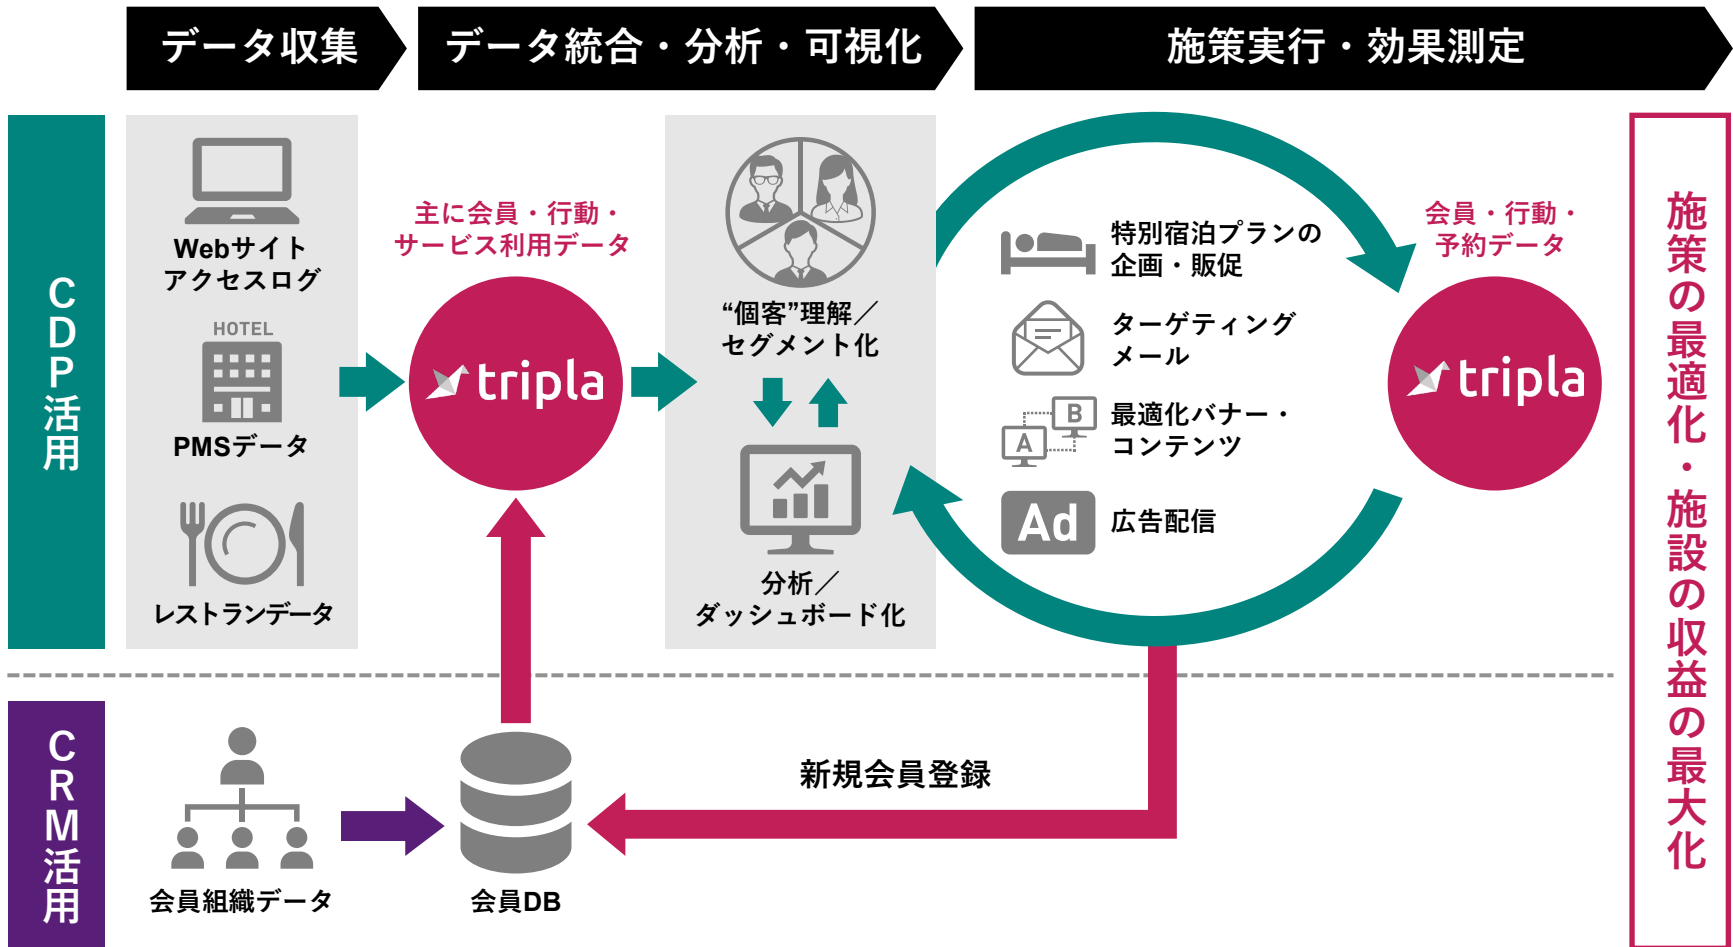 データ収集
データ統合・分析・可視化
施策実行・効果測定
CDP活用
Webサイト
アクセスログ
HOTEL
PMSデータ
レストランデータ
主に会員・行動・
サービス利用データ
tripla
“個客”理解／
セグメント化
分析／
ダッシュボード化
特別宿泊プランの
企画・販促
ターゲティング
メール
A
B
最適化バナー・
コンテンツ
Ad
広告配信
会員・行動・
予約データ
tripla
施策の最適化・施設の収益の最大化
CRM活用
会員組織データ
会員DB
新規会員登録